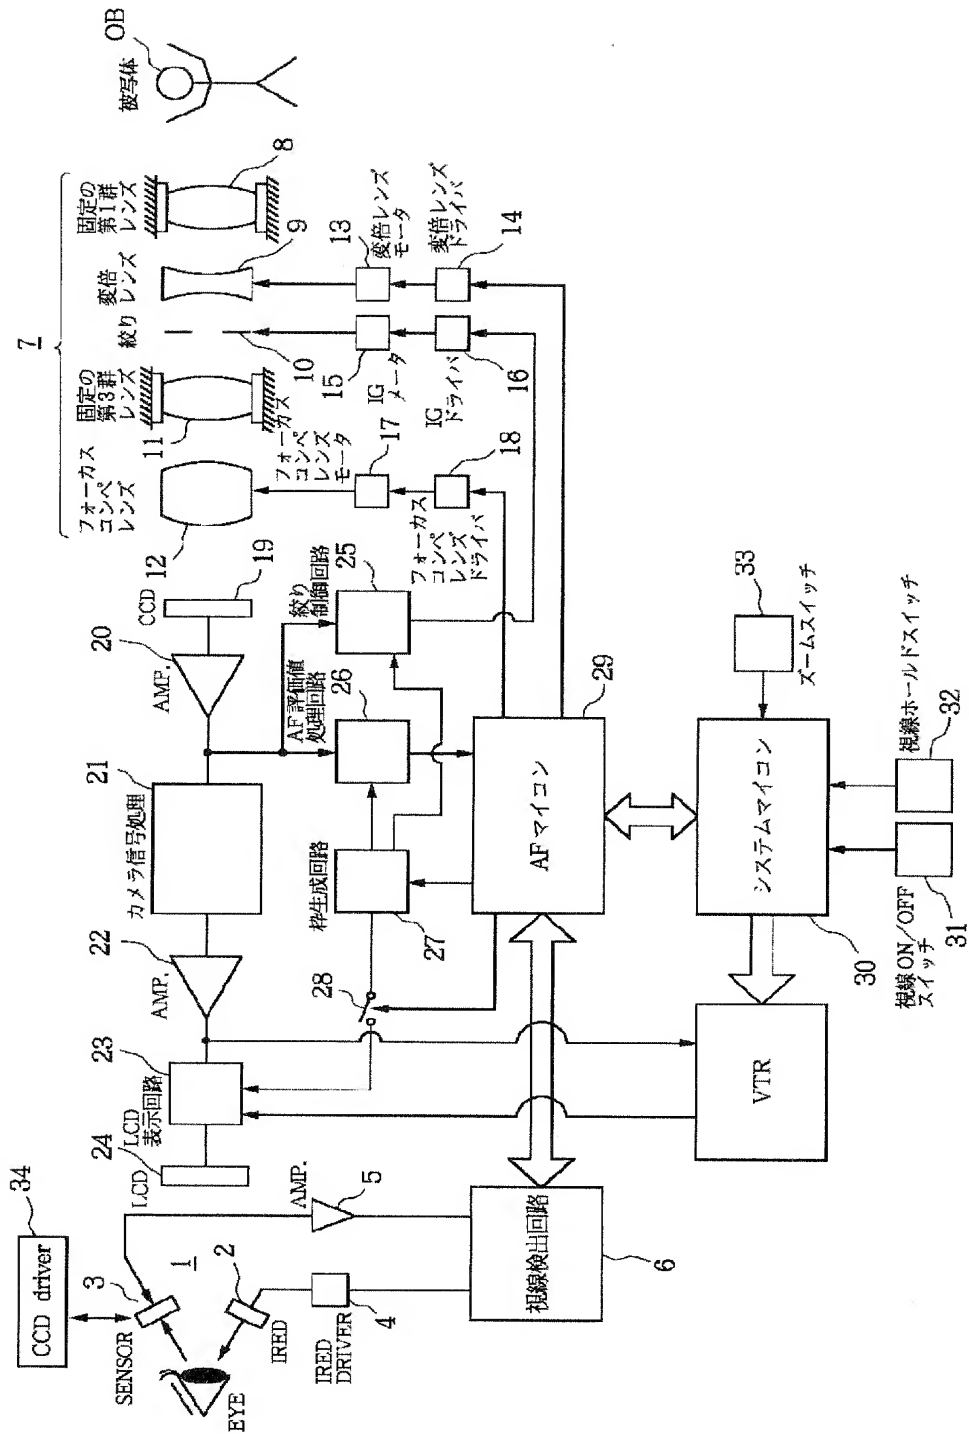 34
CCD driver
SENSOR
3
1
2
EYE
IRED
IRED
DRIVER
4
AMP.
5
視線検出回路
6
24
LCD
23
LCD
表示回路
22
AMP.
21
カメラ信号処理
20
AMP.
19
CCD
28
枠生成回路
27
AF評価値
処理回路
26
絞り
制御回路
25
AFマイコン
29
VTR
システムマイコン
30
視線ON/OFF
スイッチ
31
視線ホールドスイッチ
32
ズームスイッチ
33
7
フォーカス
コンペ
レンズ
12
固定の
第3群
レンズ
11
絞り
10
変倍
レンズ
9
固定の
第1群
レンズ
8
被写体
OB
フォーカス
コンペ
レンズ
モータ
17
フォーカス
コンペ
レンズ
ドライバ
18
IG
メータ
15
IG
ドライバ
16
変倍レンズ
モータ
13
変倍レンズ
ドライバ
14